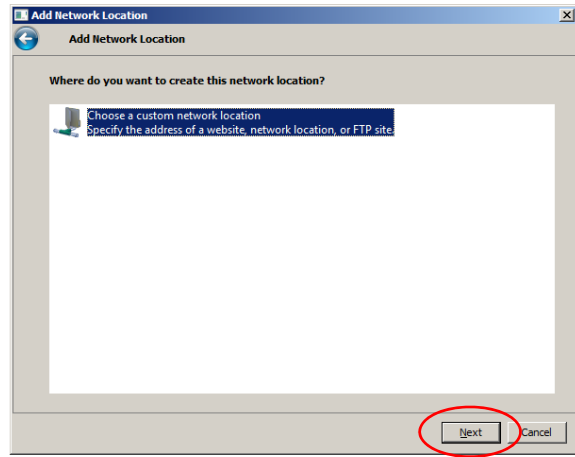 Add Network Location
Add Network Location
Where do you want to create this network location?
Choose a custom network location
Specify the address of a website, network location, or FTP site.
Next
Cancel